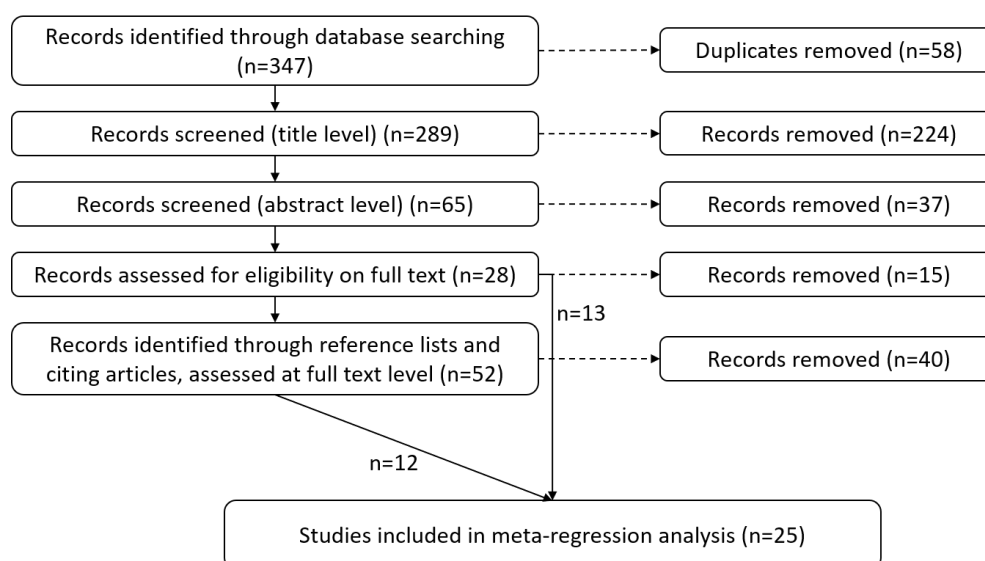 Records identified through database searching
(n=347)
Duplicates removed (n=58)
Records screened (title level) (n=289)
Records removed (n=224)
Records screened (abstract level) (n=65)
Records removed (n=37)
Records assessed for eligibility on full text (n=28)
Records removed (n=15)
n=13
Records identified through reference lists and
citing articles, assessed at full text level (n=52)
Records removed (n=40)
n=12
Studies included in meta-regression analysis (n=25)